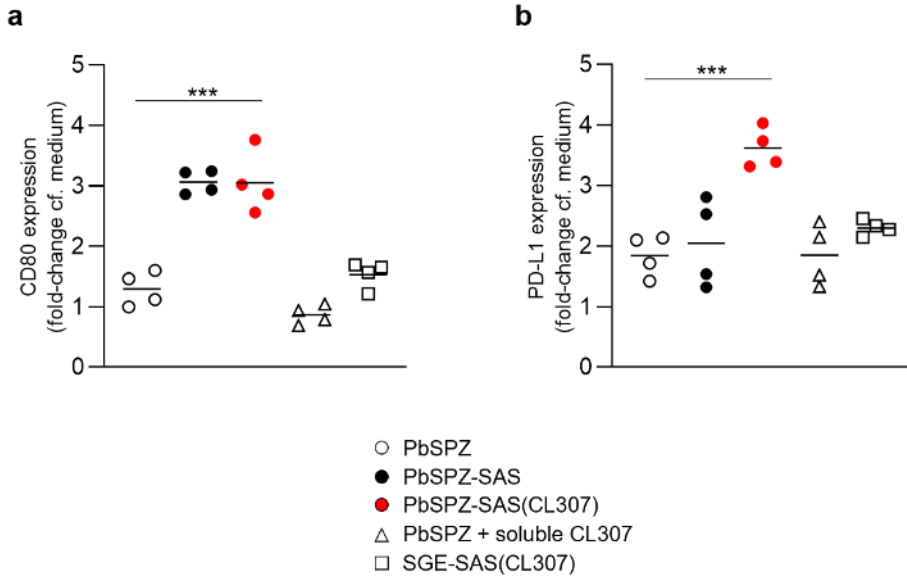 a
5
4
3
2
1
0
CD80 expression
(fold-change cf. medium)
***
b
5
4
3
2
1
0
PD-L1 expression
(fold-change cf. medium)
***
PbSPZ
PbSPZ-SAS
PbSPZ-SAS(CL307)
PbSPZ + soluble CL307
SGE-SAS(CL307)